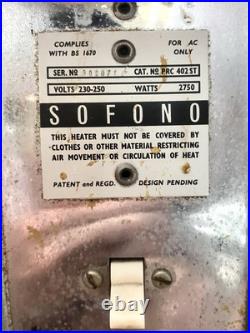 COMPLIES WITH BS 1670
FOR AC ONLY
SER. Nº CAT. Nº PRC 402 ST
VOLTS 230-250 WATTS 2750
SOFONO
THIS HEATER MUST NOT BE COVERED BY
CLOTHES OR OTHER MATERIAL RESTRICTING
AIR MOVEMENT OR CIRCULATION OF HEAT
PATENT and REGD. DESIGN PENDING